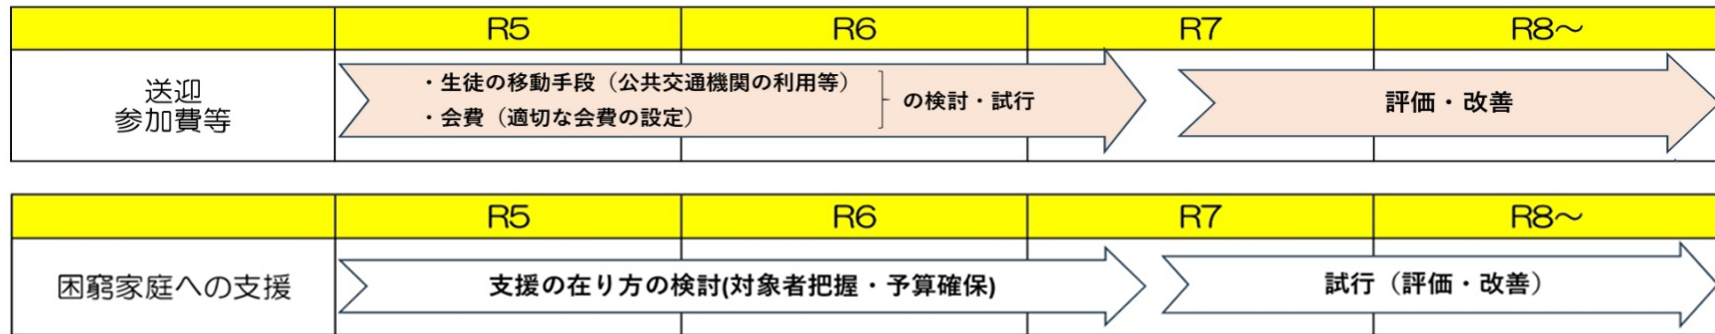 R5 R6 R7 R8～
送迎
参加費等
・生徒の移動手段（公共交通機関の利用等）
・会費（適切な会費の設定）
の検討・試行
評価・改善
R5 R6 R7 R8～
困窮家庭への支援
支援の在り方の検討(対象者把握・予算確保)
試行（評価・改善）